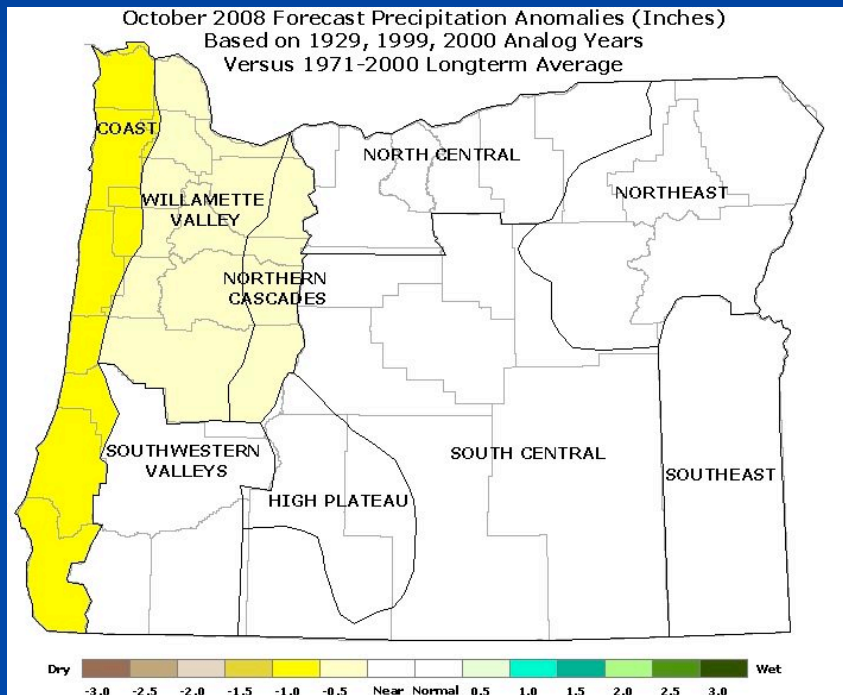 October 2008 Forecast Precipitation Anomalies (Inches)
Based on 1929, 1999, 2000 Analog Years
Versus 1971-2000 Longterm Average
COAST
NORTH CENTRAL
NORTHEAST
WILLAMETTE
VALLEY
NORTHERN
CASCADES
SOUTHWESTERN
VALLEYS
SOUTH CENTRAL
SOUTHEAST
HIGH PLATEAU
Dry
Wet
-3.0 -2.5 -2.0 -1.5 -1.0 -0.5 Near Normal 0.5 1.0 1.5 2.0 2.5 3.0